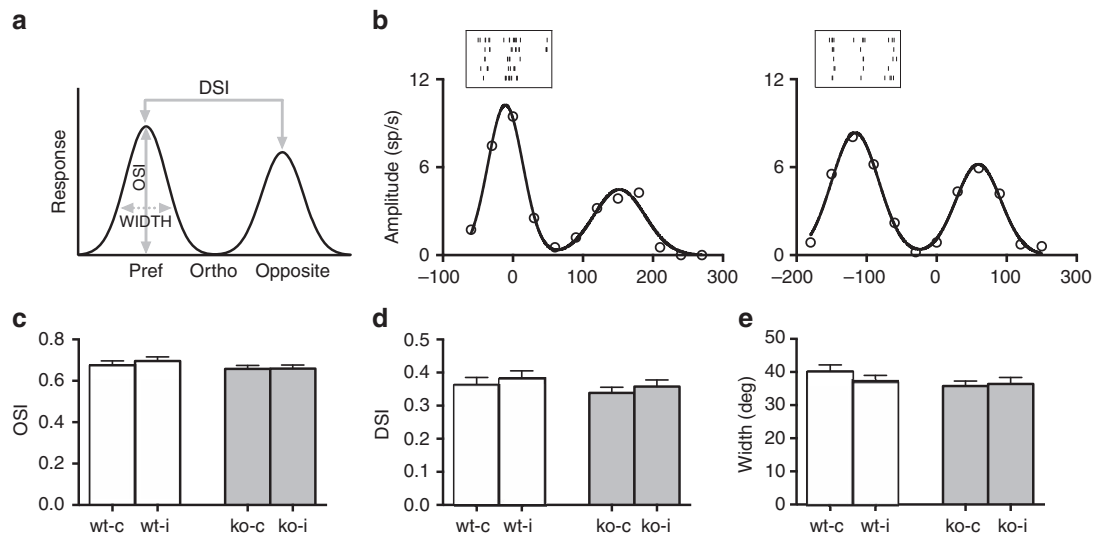 a
Response
DSI
OSI
WIDTH
Pref Ortho Opposite
b
Amplitude (sp/s)
12
6
0
–100 0 100 200 300
12
6
0
–200 –100 0 100 200 300
c
OSI
0.8
0.6
0.4
0.2
0.0
wt-c wt-i ko-c ko-i
d
DSI
0.5
0.4
0.3
0.2
0.1
0.0
wt-c wt-i ko-c ko-i
e
Width (deg)
50
40
30
20
10
0
wt-c wt-i ko-c ko-i